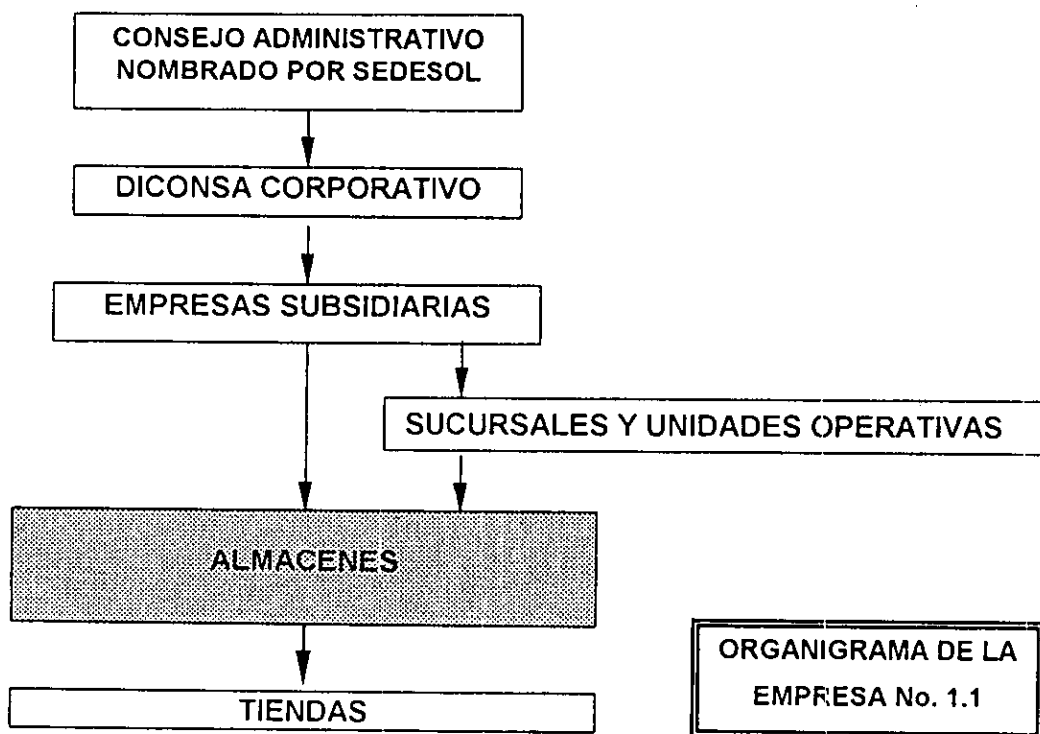 CONSEJO ADMINISTRATIVO
NOMBRADO POR SEDESOL
DICONSA CORPORATIVO
EMPRESAS SUBSIDIARIAS
SUCURSALES Y UNIDADES OPERATIVAS
ALMACENES
TIENDAS
ORGANIGRAMA DE LA
EMPRESA No. 1.1